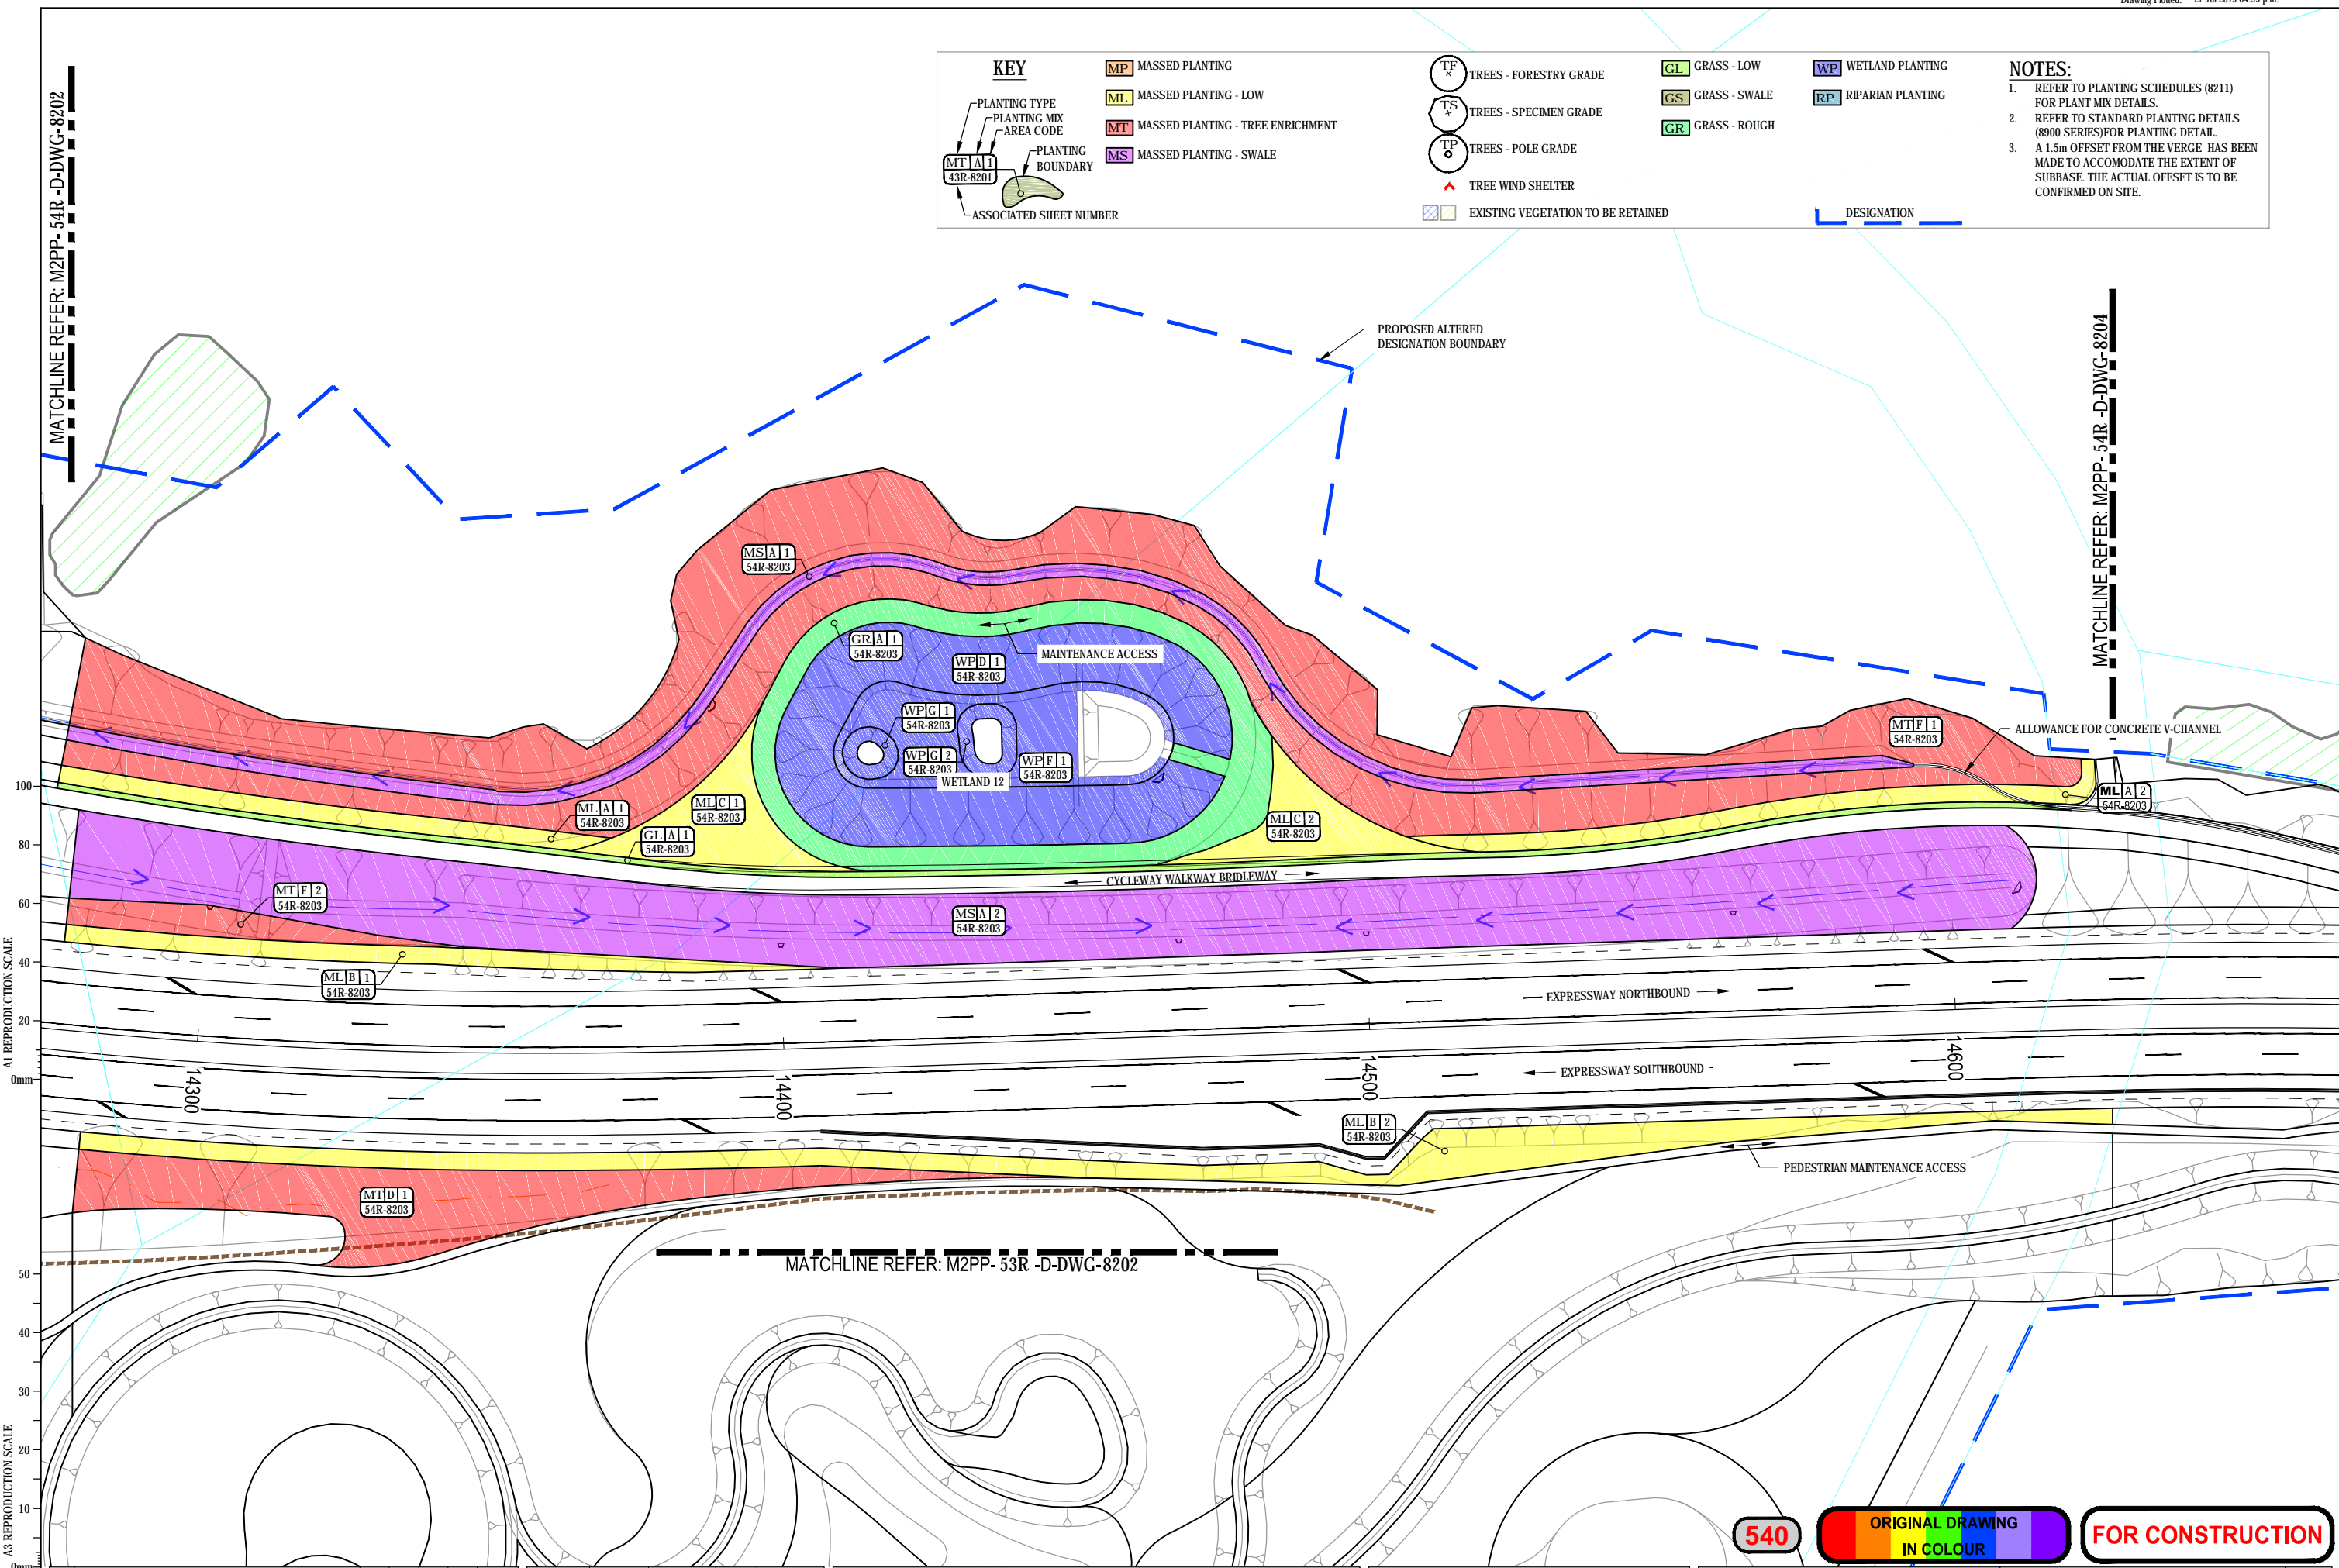 MATCHLINE REFER: M2PP- 54R -D-DWG-8202
KEY
PLANTING TYPE
PLANTING MIX
AREA CODE
MT A 1
43R-8201
PLANTING
BOUNDARY
ASSOCIATED SHEET NUMBER
MP MASSED PLANTING
ML MASSED PLANTING - LOW
MT MASSED PLANTING - TREE ENRICHMENT
MS MASSED PLANTING - SWALE
TF TREES - FORESTRY GRADE
TS TREES - SPECIMEN GRADE
TP TREES - POLE GRADE
TREE WIND SHELTER
EXISTING VEGETATION TO BE RETAINED
GL GRASS - LOW
GS GRASS - SWALE
GR GRASS - ROUGH
WP WETLAND PLANTING
RP RIPARIAN PLANTING
DESIGNATION
NOTES:
1. REFER TO PLANTING SCHEDULES (8211)
FOR PLANT MIX DETAILS.
2. REFER TO STANDARD PLANTING DETAILS
(8900 SERIES)FOR PLANTING DETAIL.
3. A 1.5m OFFSET FROM THE VERGE HAS BEEN
MADE TO ACCOMODATE THE EXTENT OF
SUBBASE. THE ACTUAL OFFSET IS TO BE
CONFIRMED ON SITE.
PROPOSED ALTERED
DESIGNATION BOUNDARY
MATCHLINE REFER: M2PP- 54R -D-DWG-8204
MS A 1
54R-8203
GR A 1
54R-8203
MAINTENANCE ACCESS
WP D 1
54R-8203
WP G 1
54R-8203
WP G 2
54R-8203
WP F 1
54R-8203
WETLAND 12
MT F 1
54R-8203
ALLOWANCE FOR CONCRETE V-CHANNEL
ML A 2
54R-8203
ML A 1
54R-8203
ML C 1
54R-8203
GL A 1
54R-8203
ML C 2
54R-8203
CYCLEWAY WALKWAY BRIDLEWAY
MT F 2
54R-8203
MS A 2
54R-8203
ML B 1
54R-8203
EXPRESSWAY NORTHBOUND
EXPRESSWAY SOUTHBOUND -
14300
14400
14500
14600
ML B 2
54R-8203
PEDESTRIAN MAINTENANCE ACCESS
MT D 1
54R-8203
MATCHLINE REFER: M2PP- 53R -D-DWG-8202
100
80
60
40
20
0mm
A1 REPRODUCTION SCALE
50
40
30
20
10
0mm
A3 REPRODUCTION SCALE
540
ORIGINAL DRAWING
IN COLOUR
FOR CONSTRUCTION